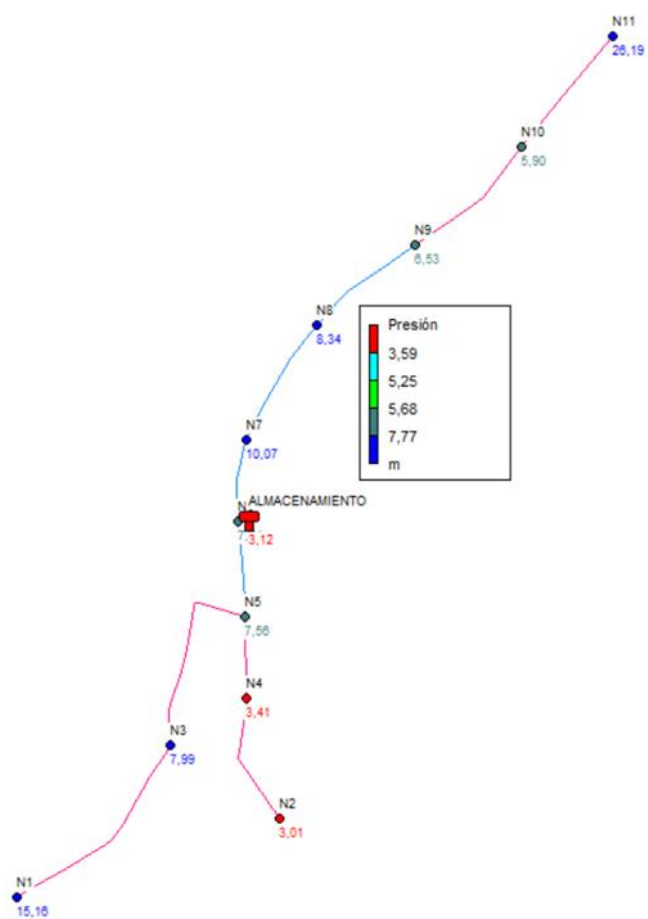 N11
26,19
N10
5,90
N9
6,53
N8
8,34
Presión
3,59
5,25
5,68
7,77
m
N7
10,07
ALMACENAMIENTO
3,12
N5
7,56
N4
3,41
N3
7,99
N2
3,01
N1
15,16